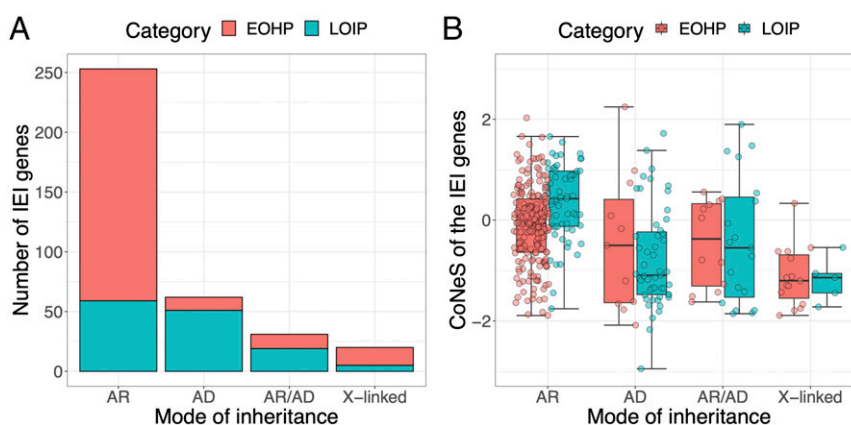 A
Category EOHP LOIP
Number of IEI genes
250
200
150
100
50
0
AR AD AR/AD X-linked
Mode of inheritance
B
Category EOHP LOIP
CoNeS of the IEI genes
2
0
−2
AR AD AR/AD X-linked
Mode of inheritance